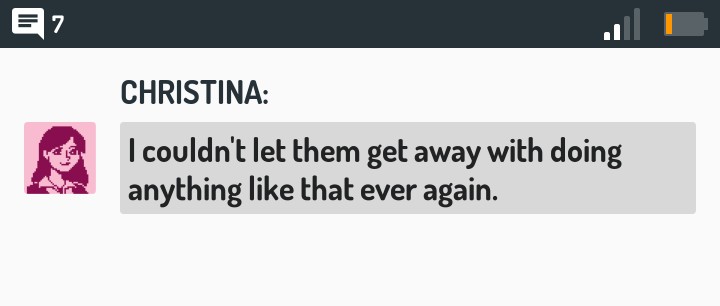 7
CHRISTINA:
I couldn't let them get away with doing
anything like that ever again.